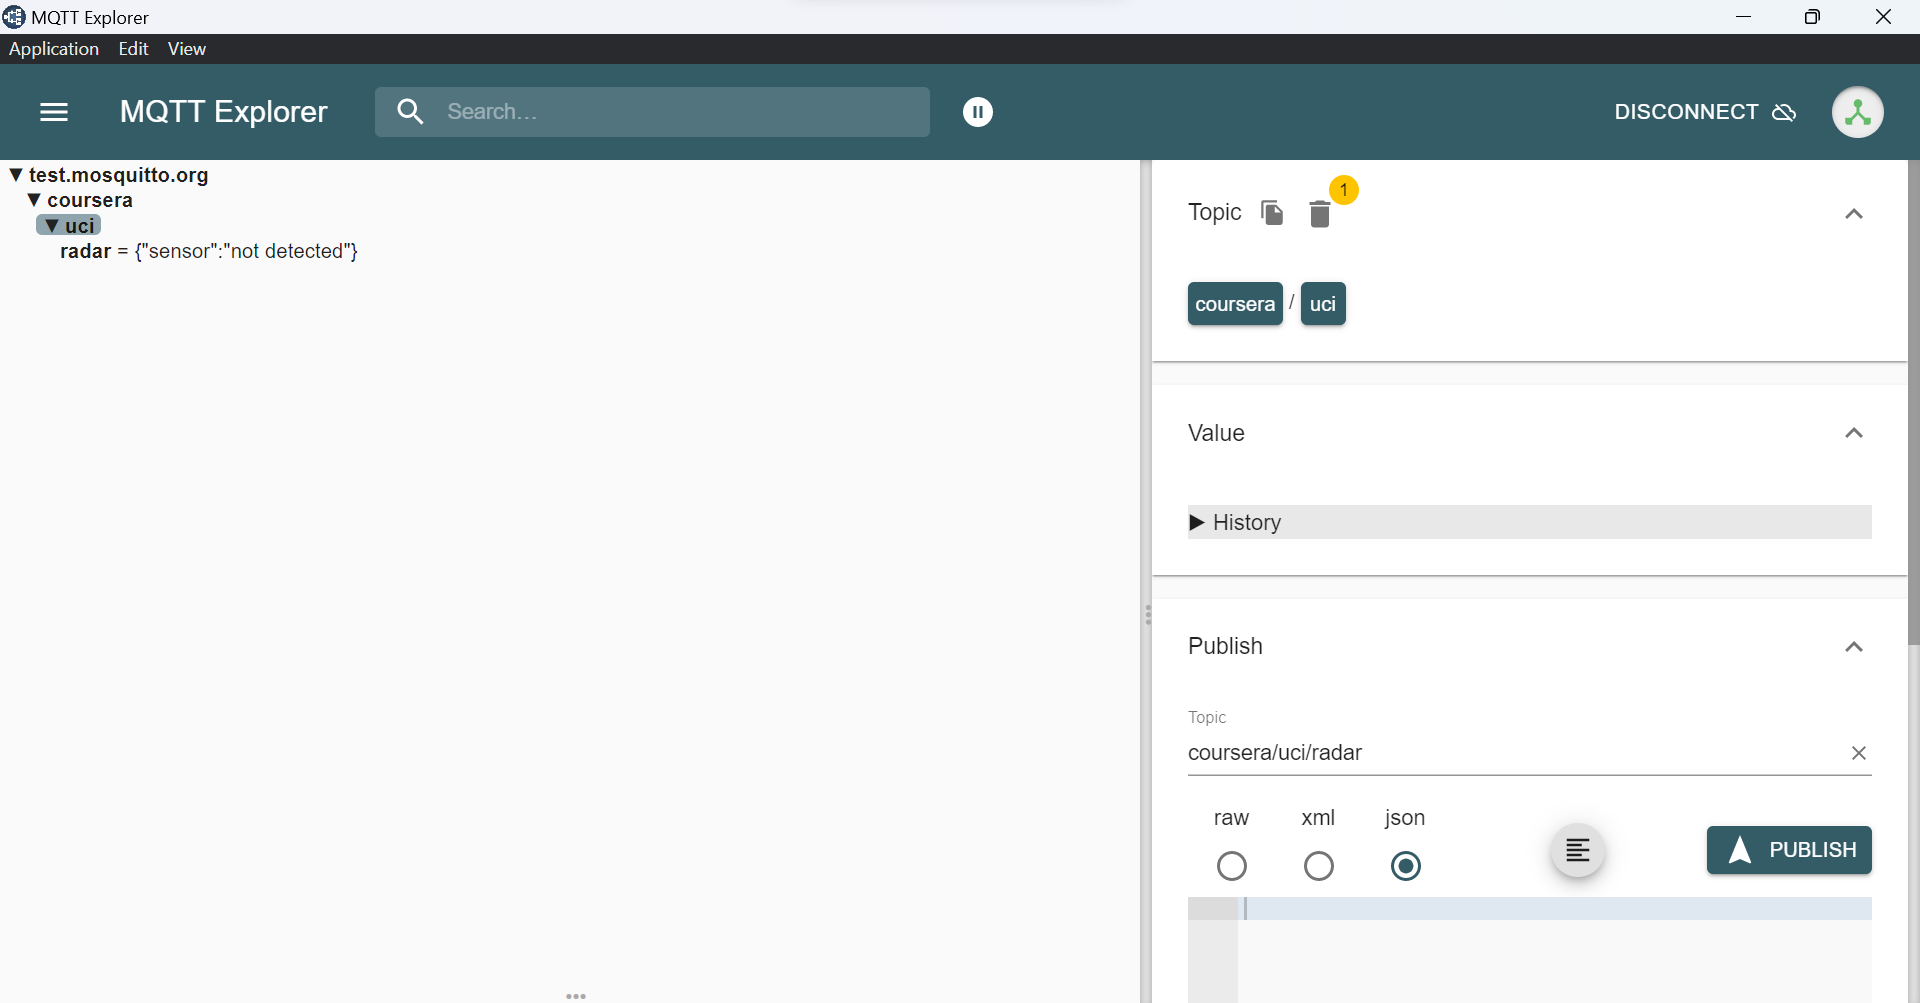 MQTT Explorer
Application Edit View
MQTT Explorer Search... DISCONNECT
▼ test.mosquitto.org
▼ coursera
▼ uci
radar = {"sensor":"not detected"}
Topic 1
coursera / uci
Value
▶ History
Publish
Topic
coursera/uci/radar
raw xml json
PUBLISH